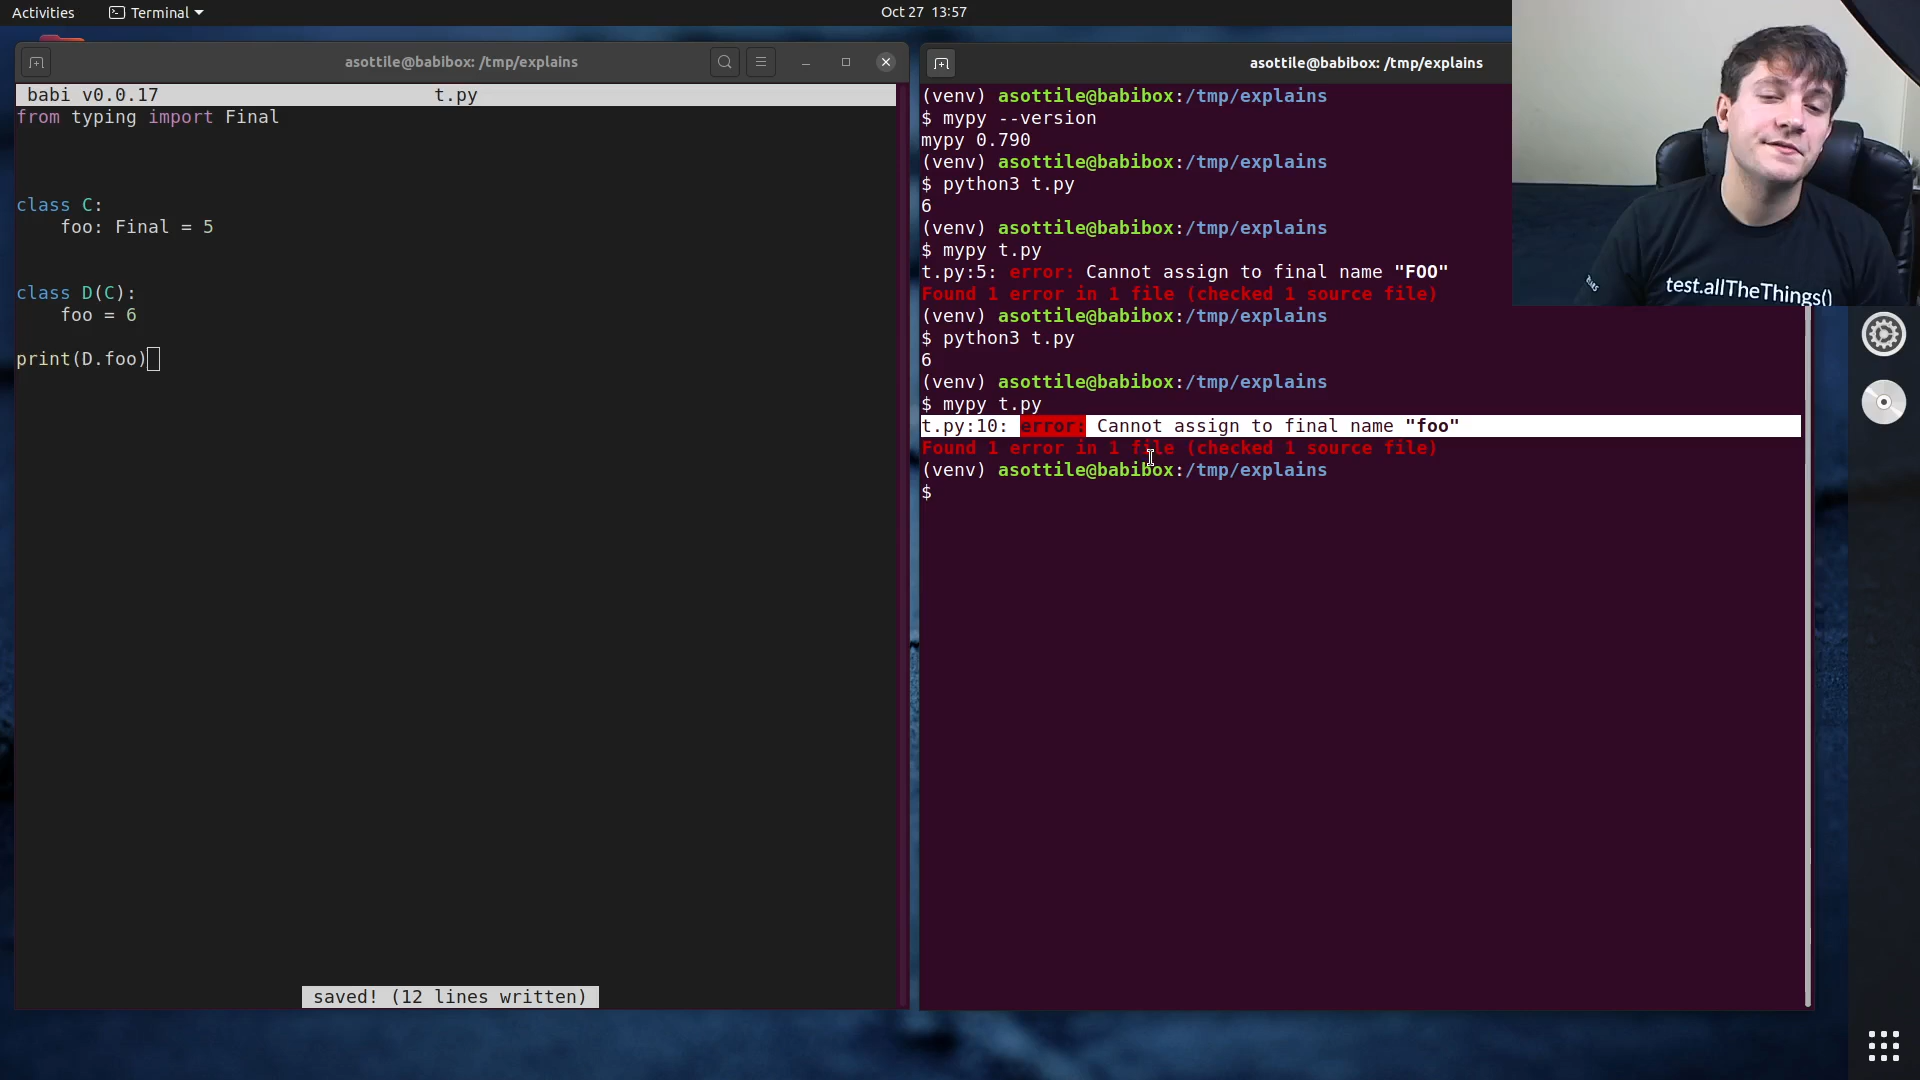 Activities
Terminal
Oct 27 13:57
asottile@babibox: /tmp/explains
babi v0.0.17 t.py
from typing import Final
class C:
    foo: Final = 5
class D(C):
    foo = 6
print(D.foo)
saved! (12 lines written)
asottile@babibox: /tmp/explains
(venv) asottile@babibox:/tmp/explains
$ mypy --version
mypy 0.790
(venv) asottile@babibox:/tmp/explains
$ python3 t.py
6
(venv) asottile@babibox:/tmp/explains
$ mypy t.py
t.py:5: error: Cannot assign to final name "FOO"
Found 1 error in 1 file (checked 1 source file)
(venv) asottile@babibox:/tmp/explains
$ python3 t.py
6
(venv) asottile@babibox:/tmp/explains
$ mypy t.py
t.py:10: error: Cannot assign to final name "foo"
Found 1 error in 1 file (checked 1 source file)
(venv) asottile@babibox:/tmp/explains
$
test.allTheThings()